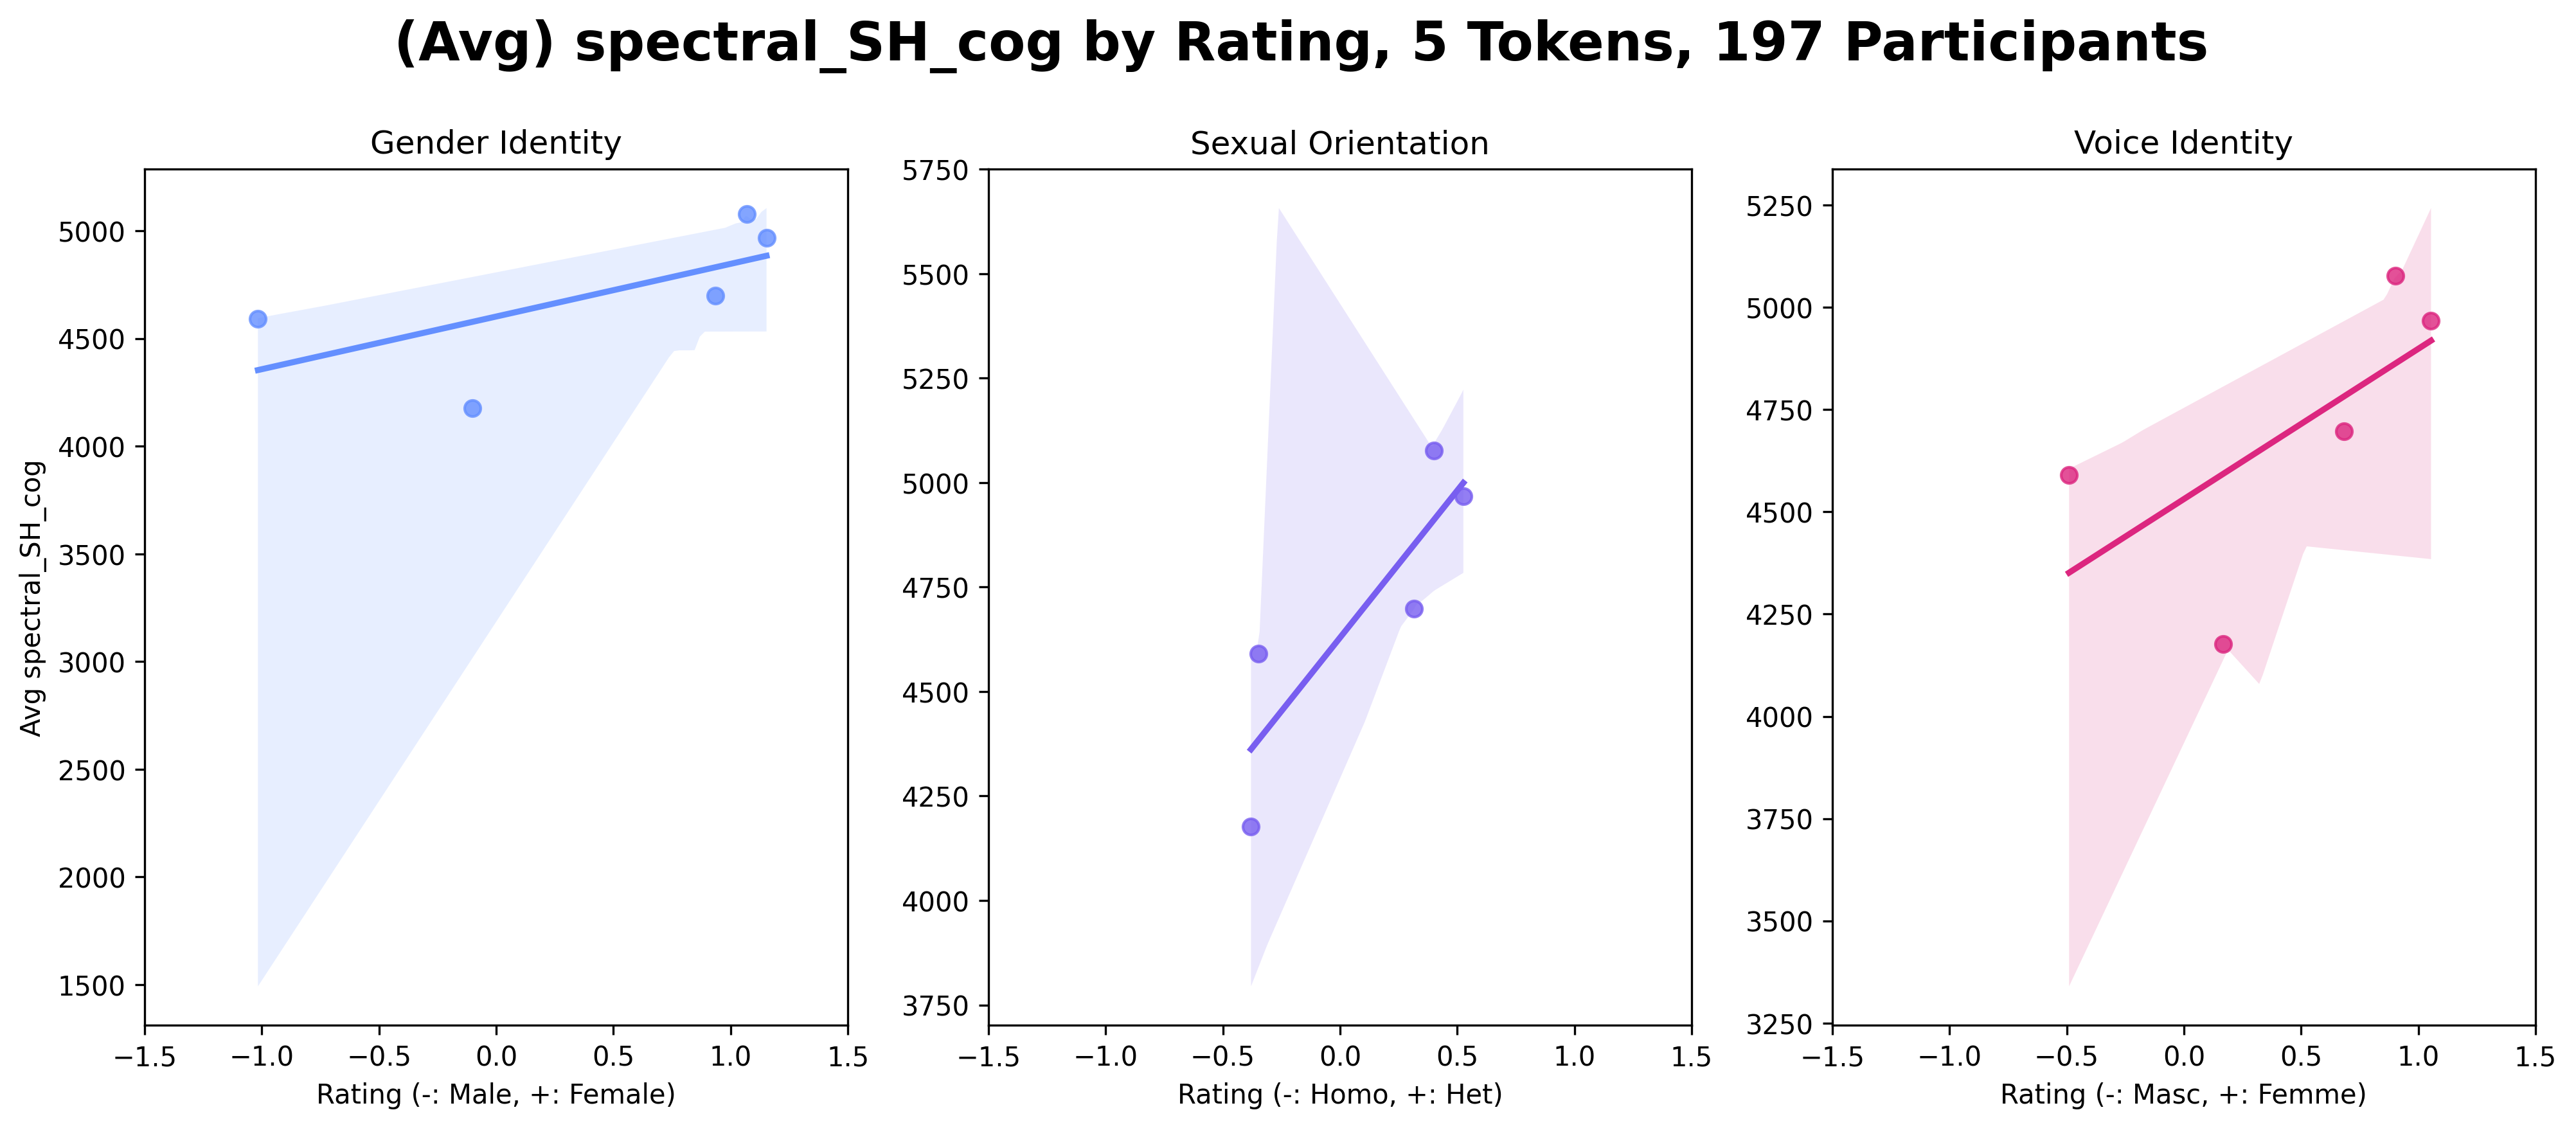 (Avg) spectral_SH_cog by Rating, 5 Tokens, 197 Participants
Gender Identity
Avg spectral_SH_cog
5000
4500
4000
3500
3000
2500
2000
1500
−1.5 −1.0 −0.5 0.0 0.5 1.0 1.5
Rating (-: Male, +: Female)
Sexual Orientation
5750
5500
5250
5000
4750
4500
4250
4000
3750
−1.5 −1.0 −0.5 0.0 0.5 1.0 1.5
Rating (-: Homo, +: Het)
Voice Identity
5250
5000
4750
4500
4250
4000
3750
3500
3250
−1.5 −1.0 −0.5 0.0 0.5 1.0 1.5
Rating (-: Masc, +: Femme)